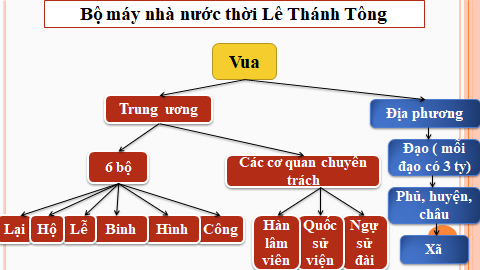 Bộ máy nhà nước thời Lê Thánh Tông
Vua
Trung ương
Địa phương
6 bộ
Các cơ quan chuyên
trách
Đạo ( mỗi
đạo có 3 ty)
Phủ, huyện,
châu
Xã
Lại Hộ Lễ Binh Hình Công
Hàn
lâm
viên
Quốc
sử
viện
Ngự
sử
đài